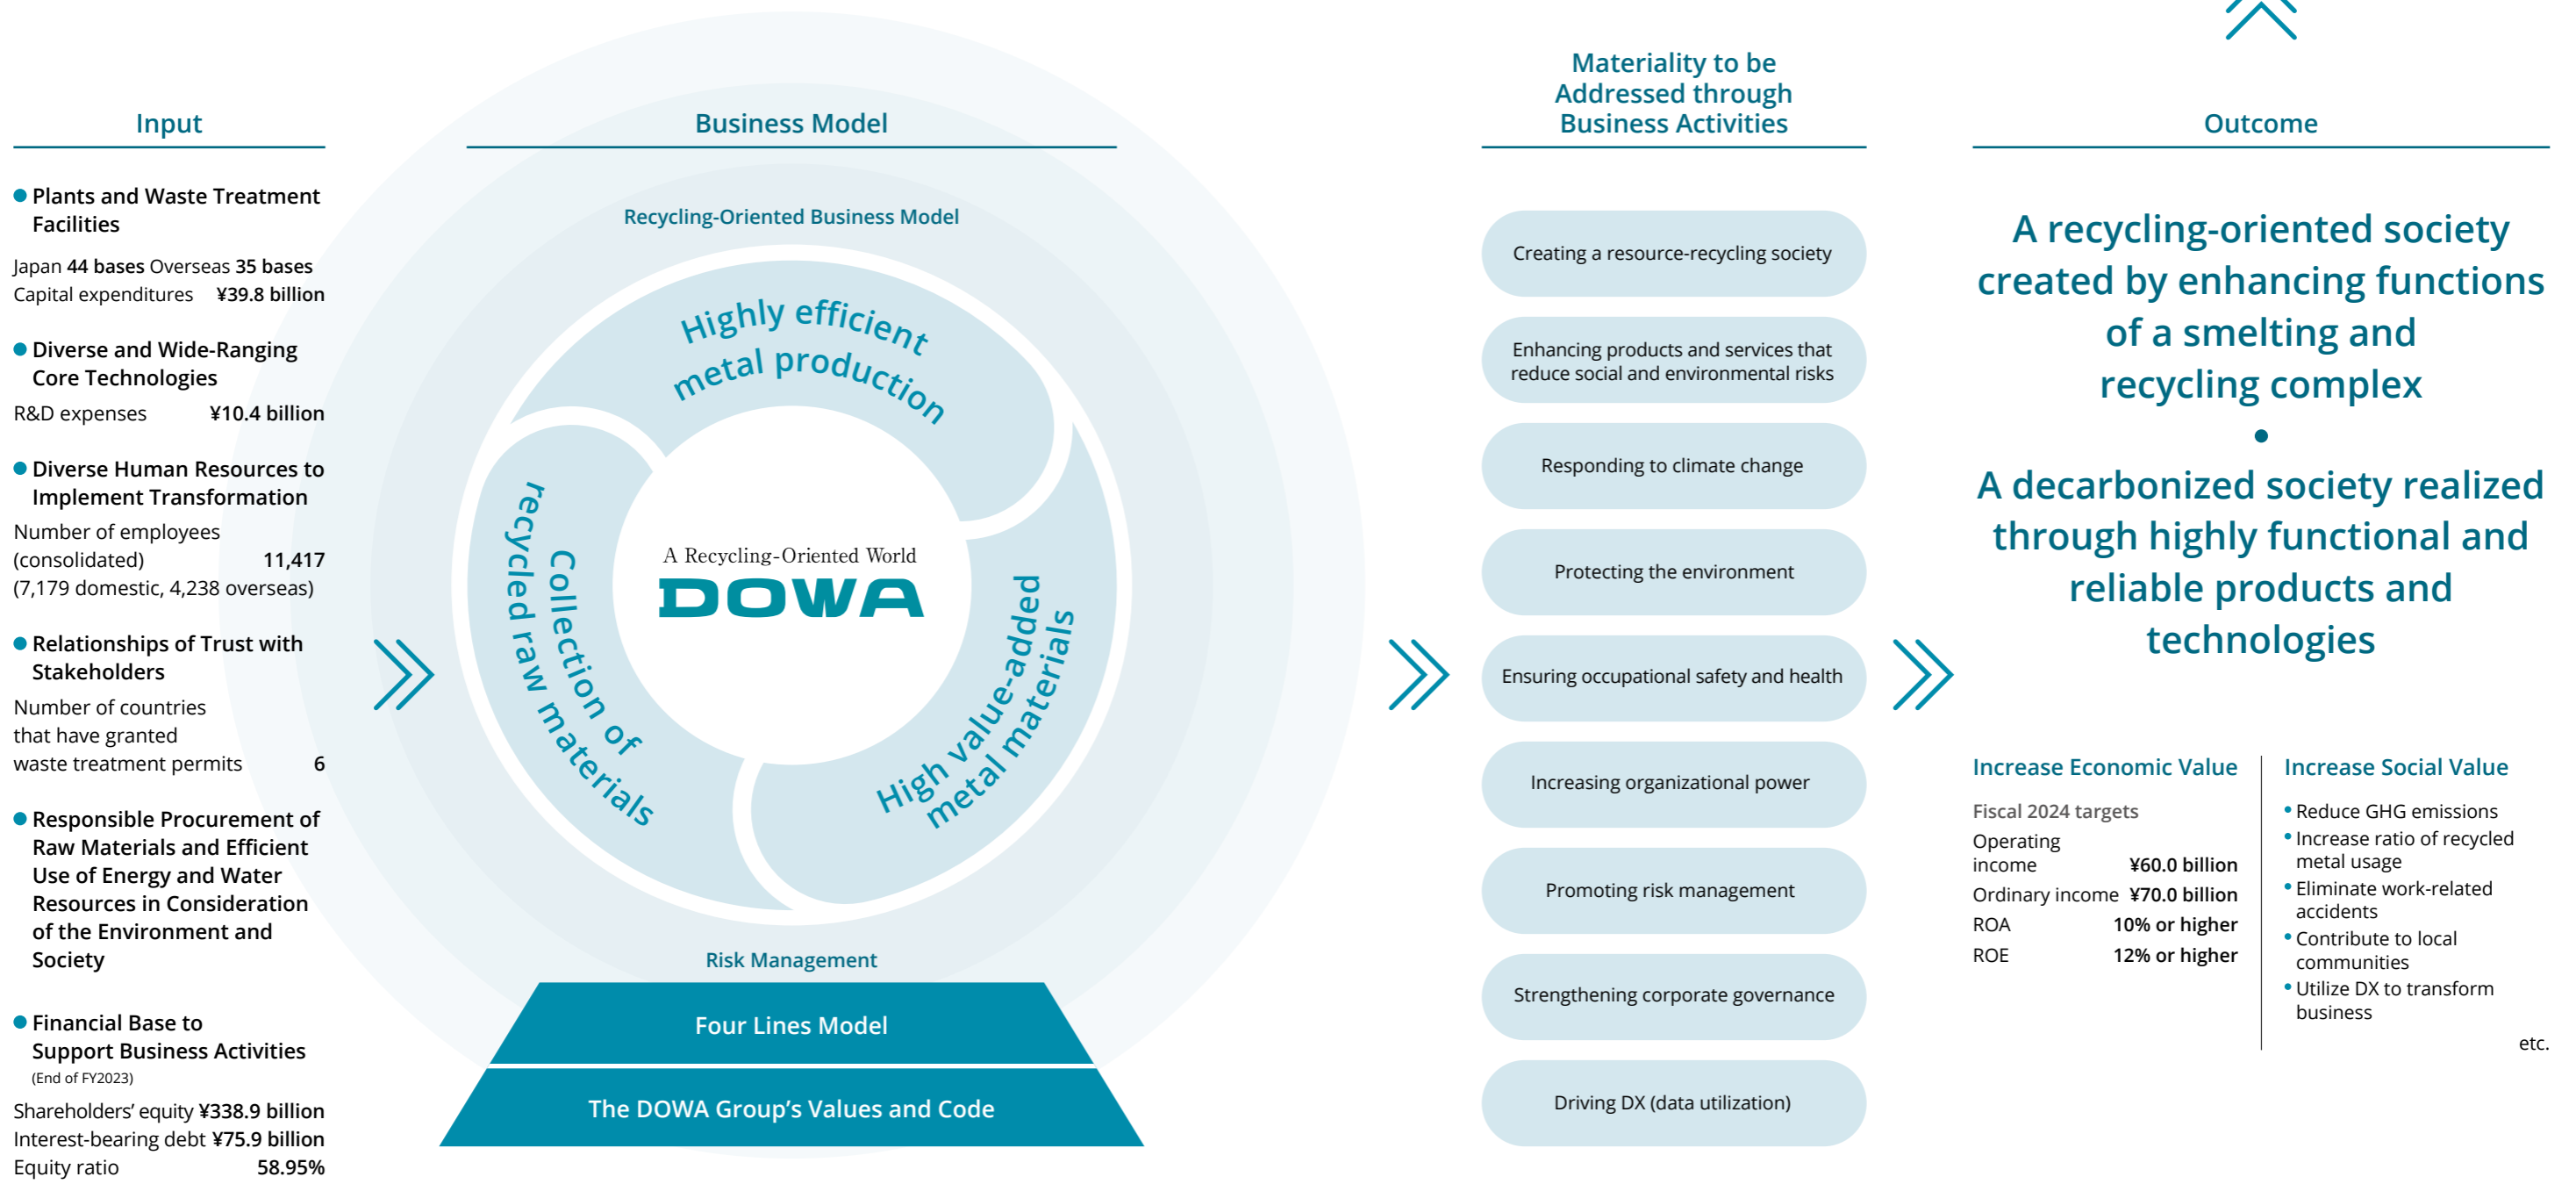 Input
Plants and Waste Treatment
Facilities
Japan 44 bases Overseas 35 bases
Capital expenditures ¥39.8 billion
Diverse and Wide-Ranging
Core Technologies
R&D expenses ¥10.4 billion
Diverse Human Resources to
Implement Transformation
Number of employees
(consolidated) 11,417
(7,179 domestic, 4,238 overseas)
Relationships of Trust with
Stakeholders
Number of countries
that have granted
waste treatment permits 6
Responsible Procurement of
Raw Materials and Efficient
Use of Energy and Water
Resources in Consideration
of the Environment and
Society
Financial Base to
Support Business Activities
(End of FY2023)
Shareholders’ equity ¥338.9 billion
Interest-bearing debt ¥75.9 billion
Equity ratio 58.95%
Business Model
Recycling-Oriented Business Model
Highly efficient
metal production
Collection of
recycled raw materials
High value-added
metal materials
A Recycling-Oriented World
DOWA
Risk Management
Four Lines Model
The DOWA Group’s Values and Code
Materiality to be
Addressed through
Business Activities
Creating a resource-recycling society
Enhancing products and services that
reduce social and environmental risks
Responding to climate change
Protecting the environment
Ensuring occupational safety and health
Increasing organizational power
Promoting risk management
Strengthening corporate governance
Driving DX (data utilization)
Outcome
A recycling-oriented society
created by enhancing functions
of a smelting and
recycling complex
A decarbonized society realized
through highly functional and
reliable products and
technologies
Increase Economic Value
Fiscal 2024 targets
Operating
income ¥60.0 billion
Ordinary income ¥70.0 billion
ROA 10% or higher
ROE 12% or higher
Increase Social Value
Reduce GHG emissions
Increase ratio of recycled
metal usage
Eliminate work-related
accidents
Contribute to local
communities
Utilize DX to transform
business
etc.